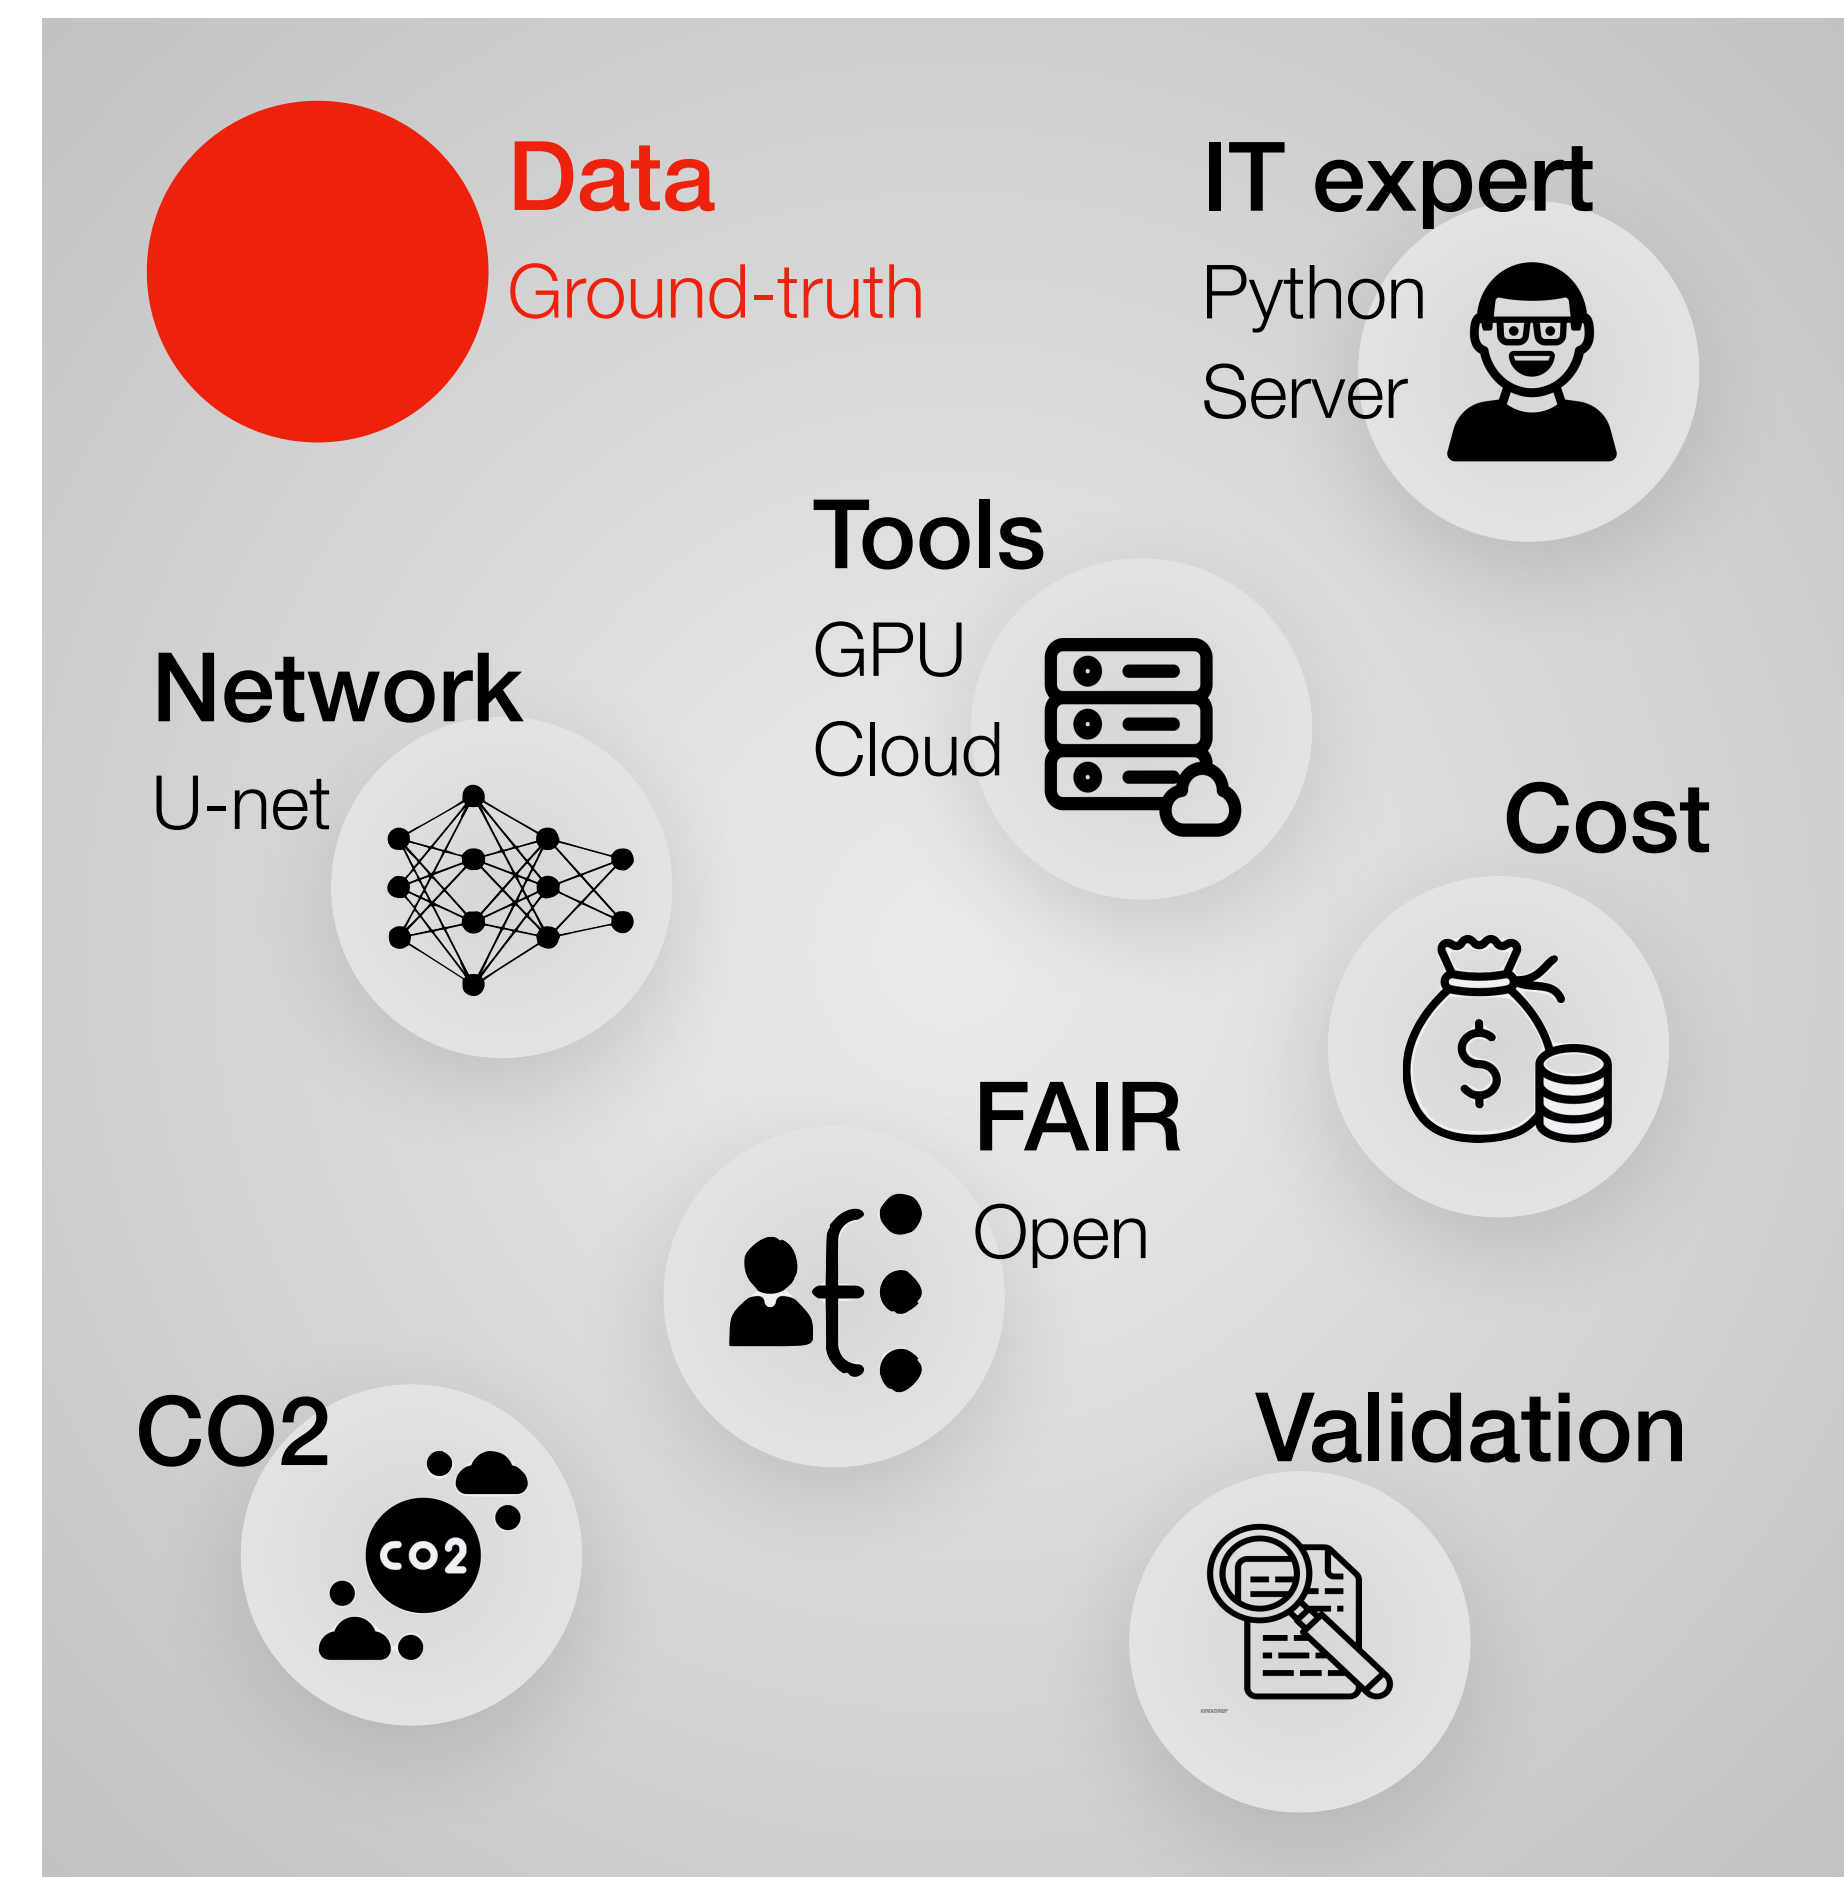 Data
Ground-truth
IT expert
Python
Server
Tools
GPU
Cloud
Network
U-net
Cost
FAIR
Open
CO2
CO2
Validation